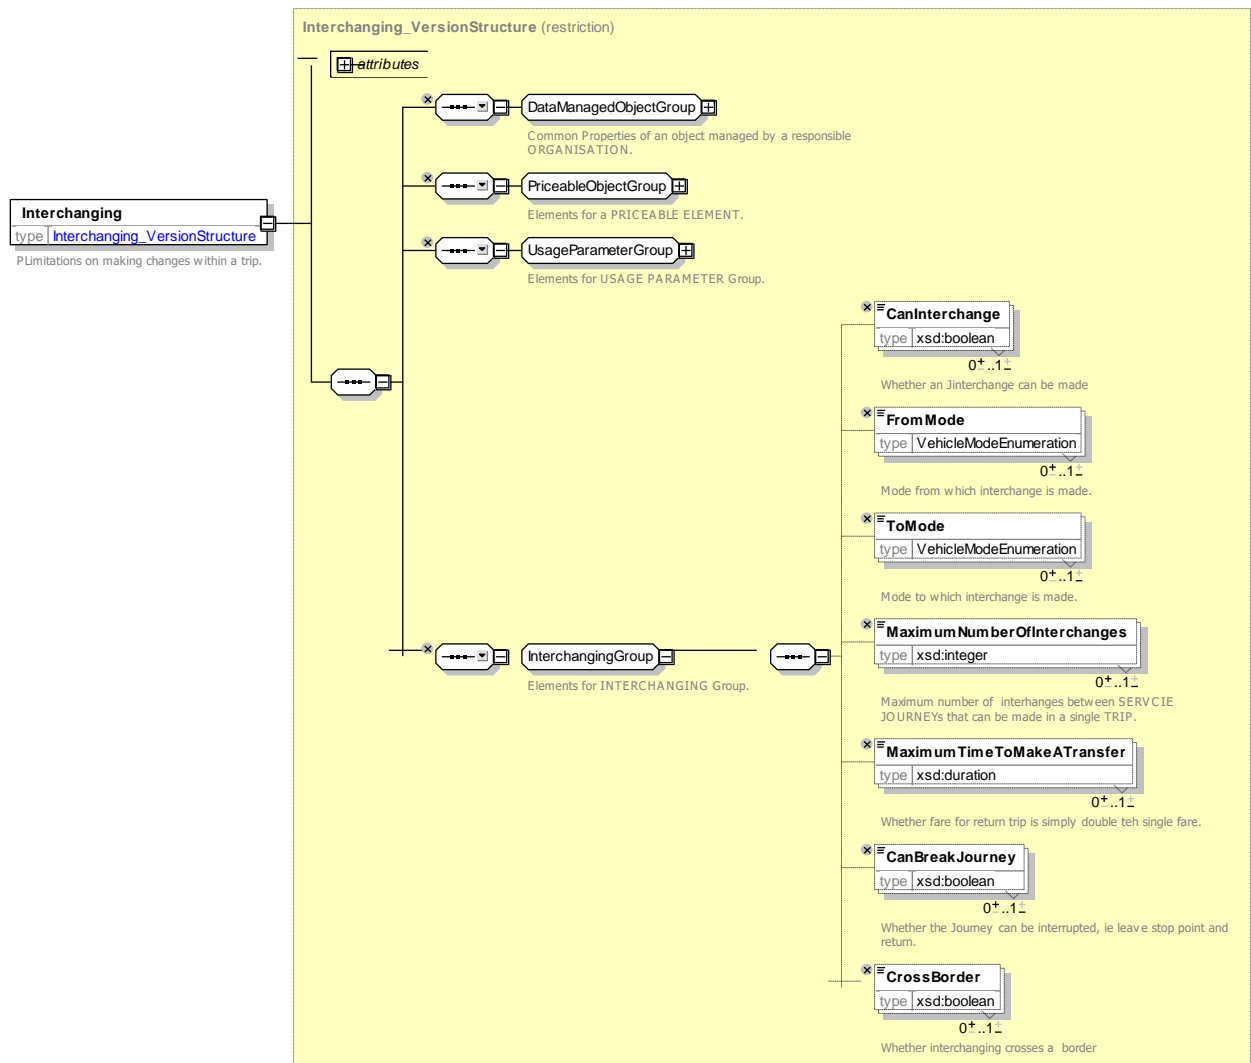 Interchanging_VersionStructure (restriction)
attributes
DataManagedObjectGroup
Common Properties of an object managed by a responsible
ORGANISATION.
PriceableObjectGroup
Elements for a PRICEABLE ELEMENT.
Interchanging
type Interchanging_VersionStructure
PLimitations on making changes within a trip.
UsageParameterGroup
Elements for USAGE PARAMETER Group.
CanInterchange
type xsd:boolean
0±..1±
Whether an Jinterchange can be made
FromMode
type VehicleModeEnumeration
0±..1±
Mode from which interchange is made.
ToMode
type VehicleModeEnumeration
0±..1±
Mode to which interchange is made.
InterchangingGroup
Elements for INTERCHANGING Group.
MaximumNumberOfInterchanges
type xsd:integer
0±..1±
Maximum number of interhanges between SERVCIE
JOURNEYs that can be made in a single TRIP.
MaximumTimeToMakeATransfer
type xsd:duration
0±..1±
Whether fare for return trip is simply double teh single fare.
CanBreakJourney
type xsd:boolean
0±..1±
Whether the Journey can be interrupted, ie leave stop point and
return.
CrossBorder
type xsd:boolean
0±..1±
Whether interchanging crosses a border